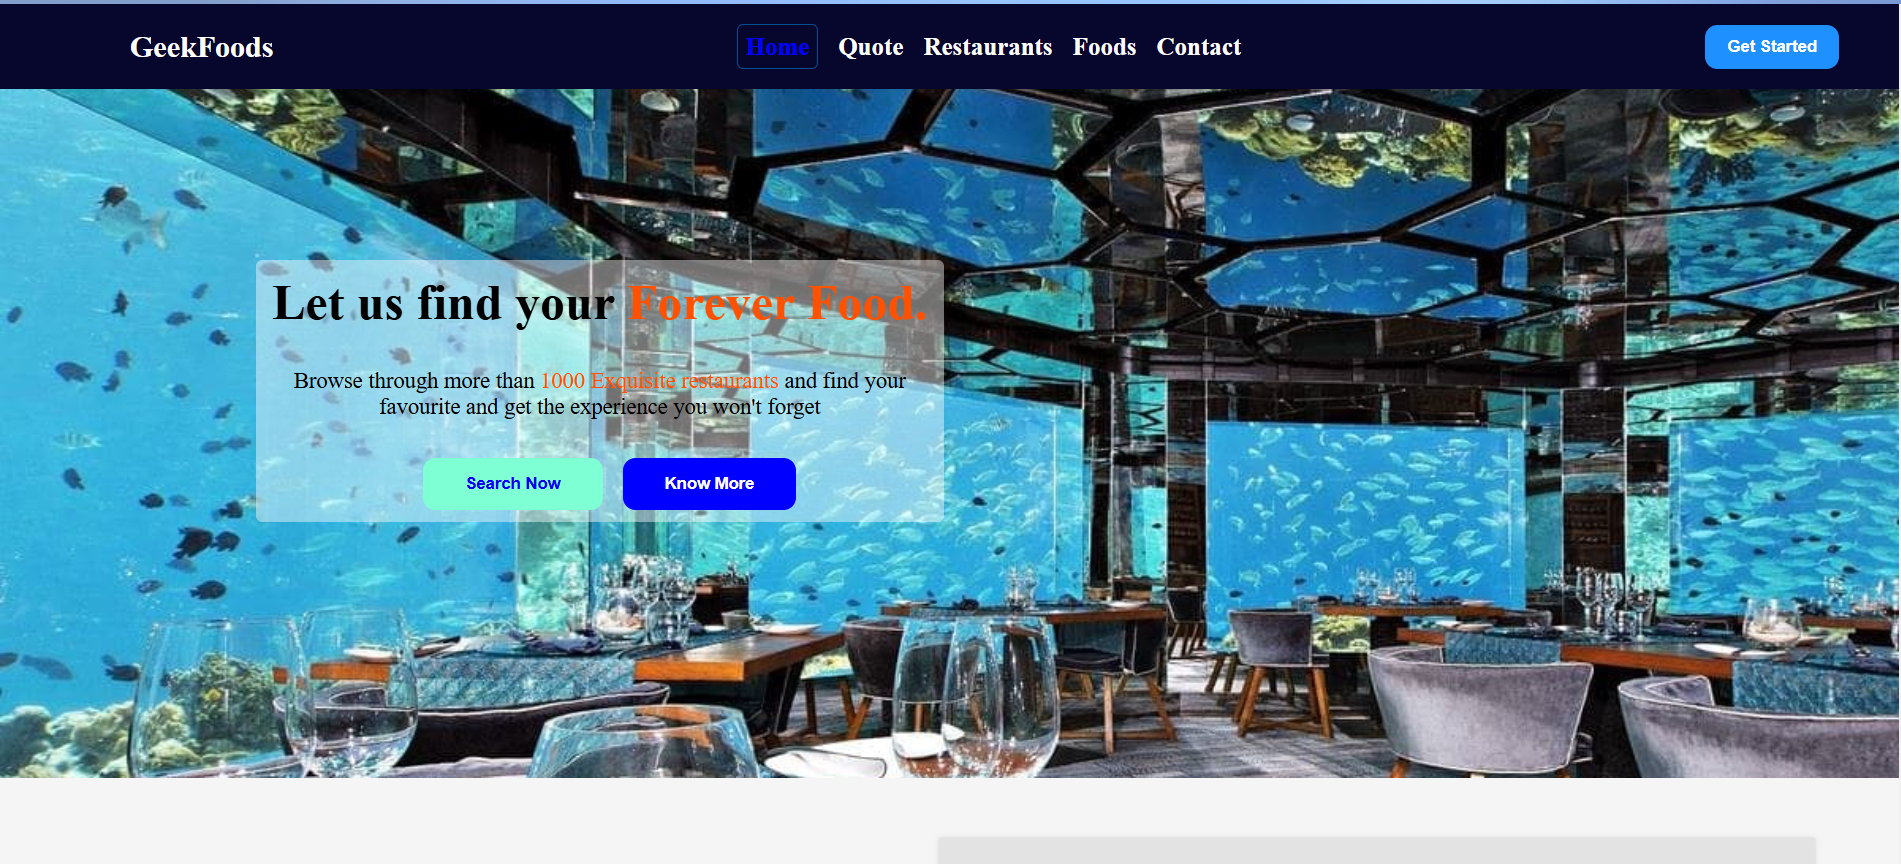 GeekFoods
Home Quote Restaurants Foods Contact
Get Started
Let us find your Forever Food.
Browse through more than 1000 Exquisite restaurants and find your
favourite and get the experience you won't forget
Search Now
Know More